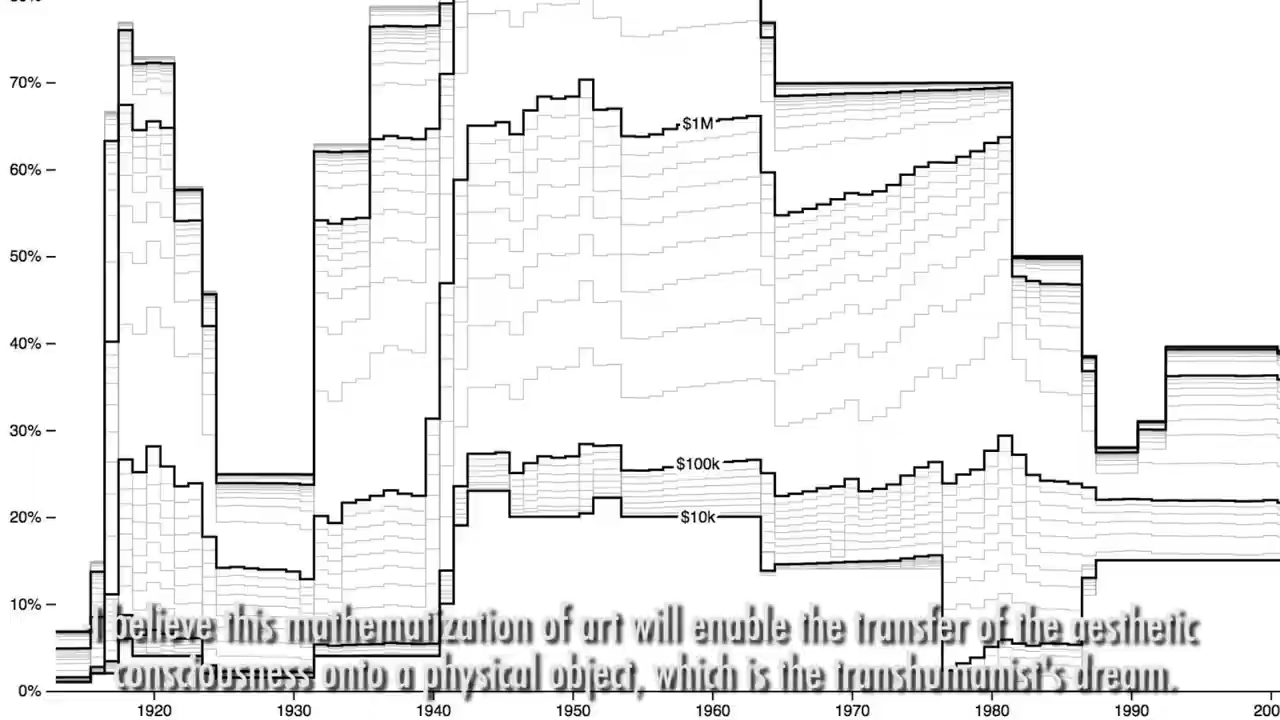 70%
$1M
60%
50%
40%
30%
$100k
20%
$10k
10%
I believe this mathematization of art will enable the transfer of the aesthetic
consciousness onto a physical object, which is the transhumanist's dream.
0%
1920 1930 1940 1950 1960 1970 1980 1990